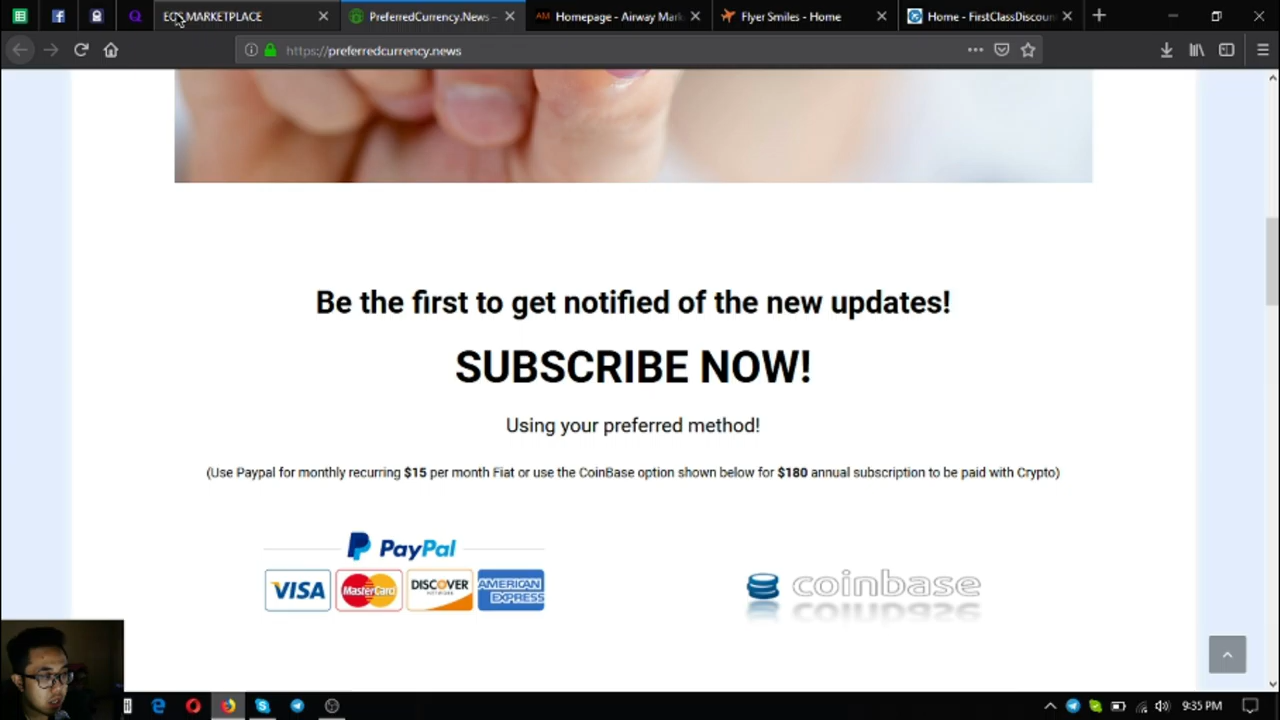 EC MARKETPLACE
PreferredCurrency.News -
AM Homepage - Airway Mark
Flyer Smiles - Home
Home - FirstClassDiscoun
https://preferredcurrency.news
Be the first to get notified of the new updates!
SUBSCRIBE NOW!
Using your preferred method!
(Use Paypal for monthly recurring $15 per month Fiat or use the CoinBase option shown below for $180 annual subscription to be paid with Crypto)
PayPal
VISA MasterCard DISCOVER NETWORK AMERICAN EXPRESS
coinbase
9:35 PM